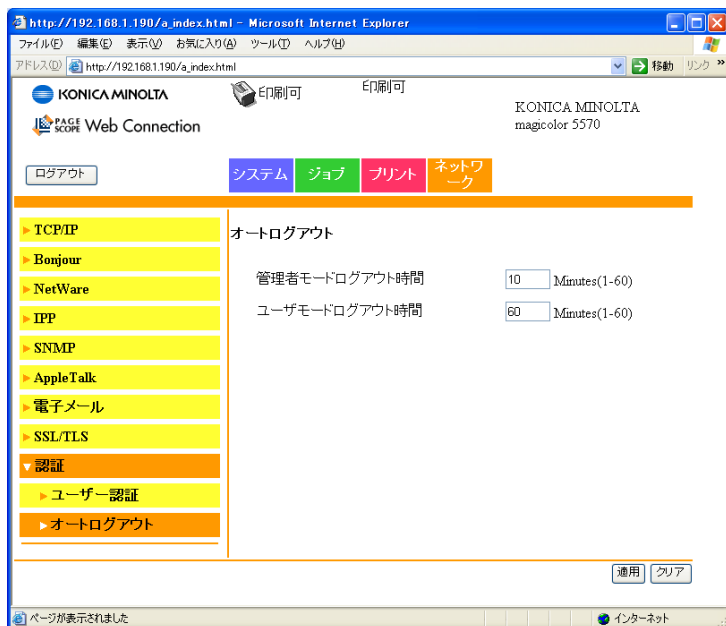 http://192.168.1.190/a_index.html - Microsoft Internet Explorer
ファイル(F) 編集(E) 表示(V) お気に入り(A) ツール(T) ヘルプ(H)
アドレス(D) http://192.168.1.190/a_index.html 移動 リンク »
KONICA MINOLTA
印刷可
印刷可
KONICA MINOLTA
magicolor 5570
PAGE SCOPE Web Connection
ログアウト
システム
ジョブ
プリント
ネットワ
ーク
TCP/IP
Bonjour
NetWare
IPP
SNMP
AppleTalk
電子メール
SSL/TLS
認証
ユーザー認証
オートログアウト
オートログアウト
管理者モードログアウト時間 10 Minutes(1-60)
ユーザモードログアウト時間 60 Minutes(1-60)
適用 クリア
ページが表示されました インターネット